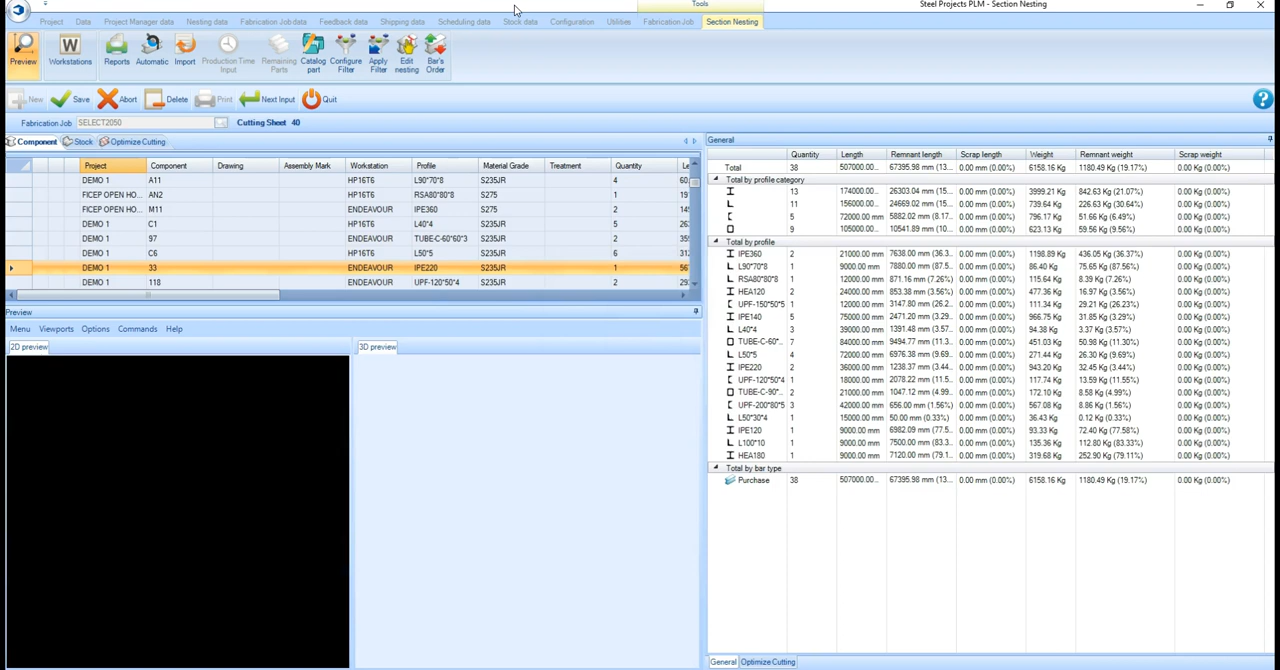 Tools
Steel Projects PLM - Section Nesting
Project Data Project Manager data Nesting data Fabrication Job data Feedback data Shipping data Scheduling data Stock data Configuration Utilities Fabrication Job Section Nesting
Preview Workstations Reports Automatic Import Production Time Input Remaining Parts Catalog part Configure Filter Apply Filter Edit nesting Bar's Order
New Save Abort Delete Print Next Input Quit
Fabrication Job SELECT2050 Cutting Sheet 40
Component Stock Optimize Cutting
Project Component Drawing Assembly Mark Workstation Profile Material Grade Treatment Quantity Le
DEMO 1 A11 HP16T6 L90*70*8 S235JR 4 60
FICEP OPEN HO... AN2 HP16T6 RSA80*80*8 S275 1 19
FICEP OPEN HO... M11 ENDEAVOUR IPE360 S275 2 149
DEMO 1 C1 HP16T6 L40*4 S235JR 5 26
DEMO 1 97 ENDEAVOUR TUBE-C-60*60*3 S235JR 2 35
DEMO 1 C6 HP16T6 L50*5 S235JR 6 31
DEMO 1 33 ENDEAVOUR IPE220 S235JR 1 56
DEMO 1 118 ENDEAVOUR UPF-120*50*4 S235JR 2 29
Preview
Menu Viewports Options Commands Help
2D preview 3D preview
General
Quantity Length Remnant length Scrap length Weight Remnant weight Scrap weight
Total 38 507000.00... 67395.98 mm (13... 0.00 mm (0.00%) 6158.16 Kg 1180.49 Kg (19.17%) 0.00 Kg (0.00%)
Total by profile category
13 174000.00 mm 26303.04 mm (15... 0.00 mm (0.00%) 3999.21 Kg 842.63 Kg (21.07%) 0.00 Kg (0.00%)
11 156000.00 mm 24669.02 mm (15... 0.00 mm (0.00%) 739.64 Kg 226.63 Kg (30.64%) 0.00 Kg (0.00%)
5 72000.00 mm 5882.02 mm (8.17... 0.00 mm (0.00%) 796.17 Kg 51.66 Kg (6.49%) 0.00 Kg (0.00%)
9 105000.00 mm 10541.89 mm (10... 0.00 mm (0.00%) 623.13 Kg 59.56 Kg (9.56%) 0.00 Kg (0.00%)
Total by profile
IPE360 2 21000.00 mm 7638.00 mm (36.3... 0.00 mm (0.00%) 1198.89 Kg 436.05 Kg (36.37%) 0.00 Kg (0.00%)
L90*70*8 1 9000.00 mm 7880.00 mm (87.5... 0.00 mm (0.00%) 86.40 Kg 75.65 Kg (87.56%) 0.00 Kg (0.00%)
RSA80*80*8 1 12000.00 mm 871.16 mm (7.26%) 0.00 mm (0.00%) 115.64 Kg 8.39 Kg (7.26%) 0.00 Kg (0.00%)
HEA120 2 24000.00 mm 853.38 mm (3.56%) 0.00 mm (0.00%) 477.36 Kg 16.97 Kg (3.56%) 0.00 Kg (0.00%)
UPF-150*50*5 1 12000.00 mm 3147.80 mm (26.2... 0.00 mm (0.00%) 111.34 Kg 29.21 Kg (26.23%) 0.00 Kg (0.00%)
IPE140 5 75000.00 mm 2471.20 mm (3.29... 0.00 mm (0.00%) 966.75 Kg 31.85 Kg (3.29%) 0.00 Kg (0.00%)
L40*4 3 39000.00 mm 1391.48 mm (3.57... 0.00 mm (0.00%) 94.38 Kg 3.37 Kg (3.57%) 0.00 Kg (0.00%)
TUBE-C-60*.. 7 84000.00 mm 9494.77 mm (11.3... 0.00 mm (0.00%) 451.03 Kg 50.98 Kg (11.30%) 0.00 Kg (0.00%)
L50*5 4 72000.00 mm 6976.38 mm (9.69... 0.00 mm (0.00%) 271.44 Kg 26.30 Kg (9.69%) 0.00 Kg (0.00%)
IPE220 2 36000.00 mm 1238.37 mm (3.44... 0.00 mm (0.00%) 943.20 Kg 32.45 Kg (3.44%) 0.00 Kg (0.00%)
UPF-120*50*4 1 18000.00 mm 2078.22 mm (11.5... 0.00 mm (0.00%) 117.74 Kg 13.59 Kg (11.55%) 0.00 Kg (0.00%)
TUBE-C-90*... 2 21000.00 mm 1047.12 mm (4.99... 0.00 mm (0.00%) 172.10 Kg 8.58 Kg (4.99%) 0.00 Kg (0.00%)
UPF-200*80*5 3 42000.00 mm 656.00 mm (1.56%) 0.00 mm (0.00%) 567.08 Kg 8.86 Kg (1.56%) 0.00 Kg (0.00%)
L50*30*4 1 15000.00 mm 50.00 mm (0.33%) 0.00 mm (0.00%) 36.43 Kg 0.12 Kg (0.33%) 0.00 Kg (0.00%)
IPE120 1 9000.00 mm 6982.09 mm (77.5... 0.00 mm (0.00%) 93.33 Kg 72.40 Kg (77.58%) 0.00 Kg (0.00%)
L100*10 1 9000.00 mm 7500.00 mm (83.3... 0.00 mm (0.00%) 135.36 Kg 112.80 Kg (83.33%) 0.00 Kg (0.00%)
HEA180 1 9000.00 mm 7120.00 mm (79.1... 0.00 mm (0.00%) 319.68 Kg 252.90 Kg (79.11%) 0.00 Kg (0.00%)
Total by bar type
Purchase 38 507000.00... 67395.98 mm (13... 0.00 mm (0.00%) 6158.16 Kg 1180.49 Kg (19.17%) 0.00 Kg (0.00%)
General Optimize Cutting